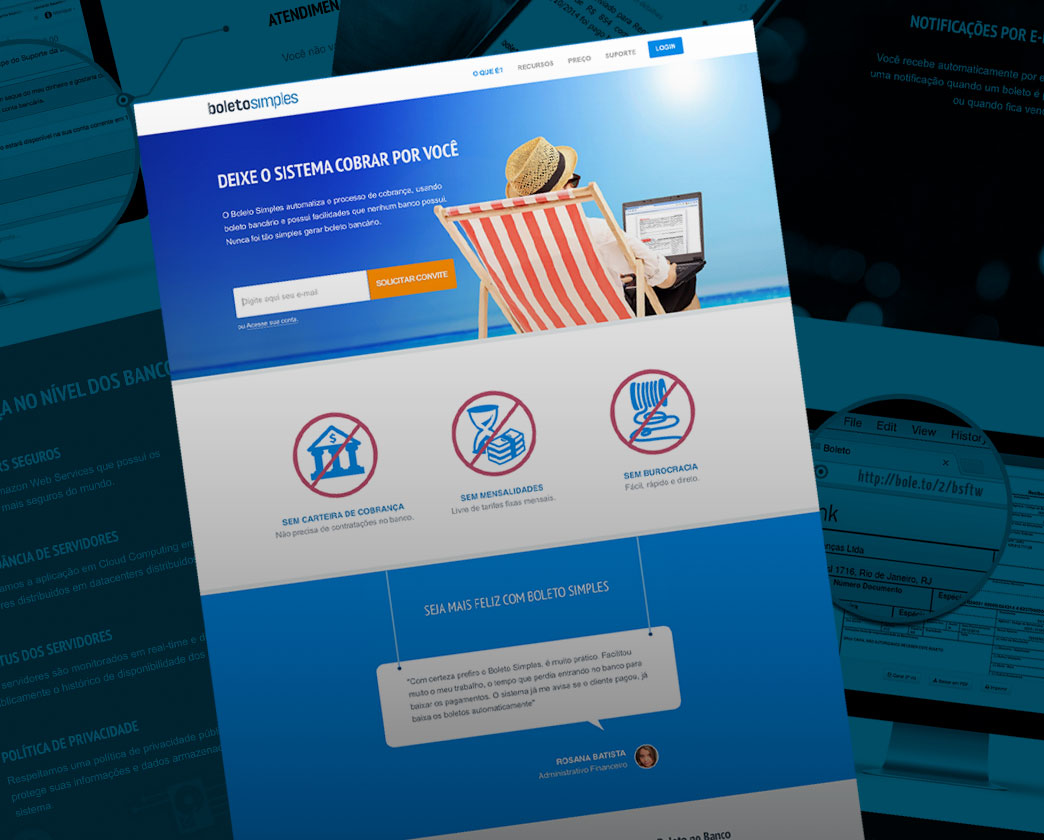 ATENDIMEN
Você não v
NOTIFICAÇÕES POR E-
Você recebe automaticamente por e
uma notificação quando um boleto é p
ou quando fica ven
boletosimples
O QUE É?
RECURSOS
PREÇO
SUPORTE
LOGIN
DEIXE O SISTEMA COBRAR POR VOCÊ
O Boleto Simples automatiza o processo de cobrança, usando
boleto bancário e possui facilidades que nenhum banco possui.
Nunca foi tão simples gerar boleto bancário.
Digite aqui seu e-mail
SOLICITAR CONVITE
ou Acesse sua conta.
SEM CARTEIRA DE COBRANÇA
Não precisa de contratações no banco.
SEM MENSALIDADES
Livre de tarifas fixas mensais.
SEM BUROCRACIA
Fácil, rápido e direto.
SEJA MAIS FELIZ COM BOLETO SIMPLES
"Com certeza prefiro o Boleto Simples, é muito prático. Facilitou
muito o meu trabalho, o tempo que perdia entrando no banco para
baixar os pagamentos. O sistema já me avisa se o cliente pagou, já
baixa os boletos automaticamente"
ROSANA BATISTA
Administrativo Financeiro
Boleto no Banco
ÇA NO NÍVEL DOS BANCO
RS SEGUROS
mazon Web Services que possui os
mais seguros do mundo.
DÂNCIA DE SERVIDORES
amos a aplicação em Cloud Computing em
res distribuídos em datacenters distribuídos
TUS DOS SERVIDORES
servidores são monitorados em real-time e d
blicamente o histórico de disponibilidade dos
POLÍTICA DE PRIVACIDADE
Respeitamos uma política de privacidade públ
protege suas informações e dados armazenad
sistema.
File Edit View History
Boleto
http://bole.to/2/bsftw
nk
nças Ltda
1716, Rio de Janeiro, RJ
Número Documento
Espéci